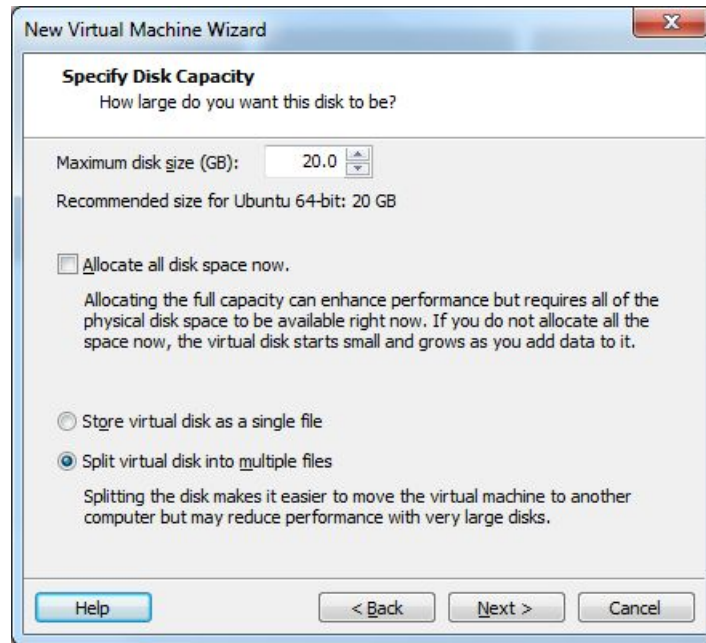 New Virtual Machine Wizard
X
Specify Disk Capacity
How large do you want this disk to be?
Maximum disk size (GB): 20.0
Recommended size for Ubuntu 64-bit: 20 GB
Allocate all disk space now.
Allocating the full capacity can enhance performance but requires all of the
physical disk space to be available right now. If you do not allocate all the
space now, the virtual disk starts small and grows as you add data to it.
Store virtual disk as a single file
Split virtual disk into multiple files
Splitting the disk makes it easier to move the virtual machine to another
computer but may reduce performance with very large disks.
Help < Back Next > Cancel